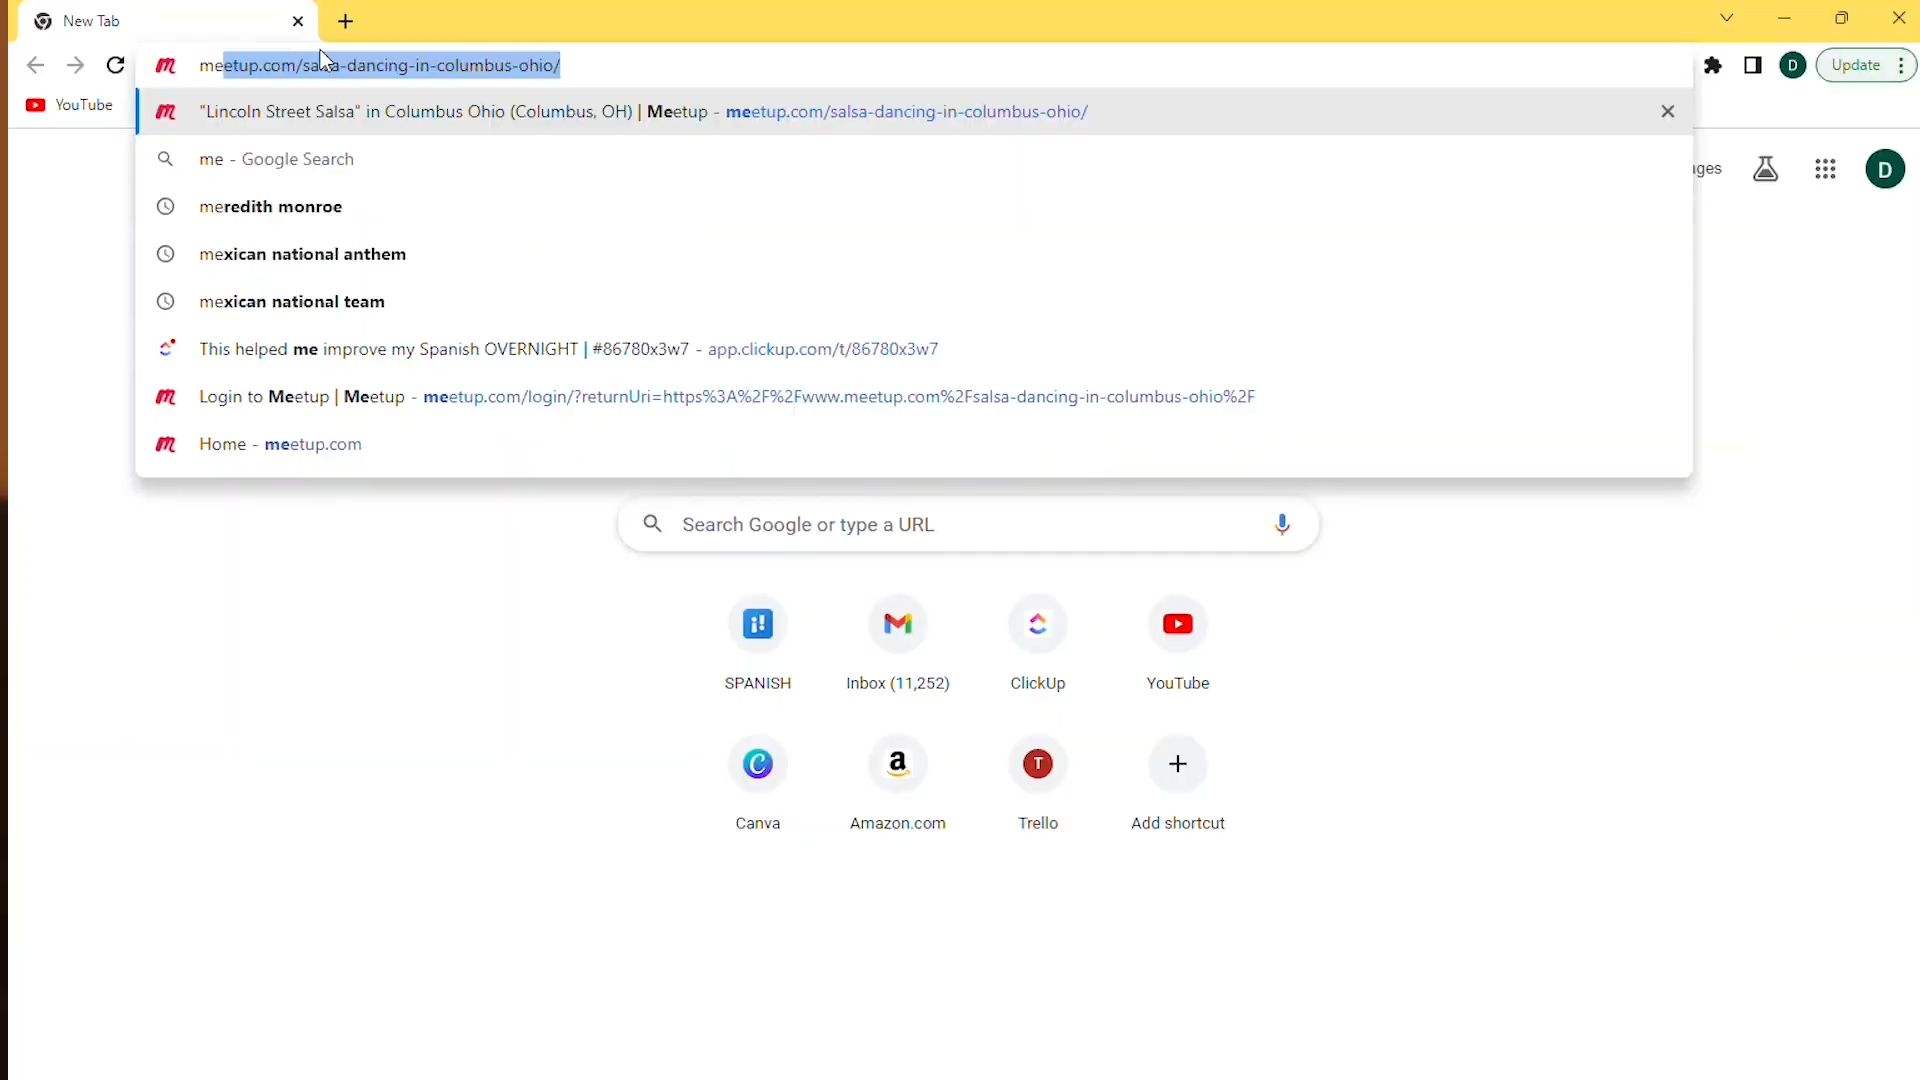 New Tab
meetup.com/salsa-dancing-in-columbus-ohio/
D
Update
YouTube
"Lincoln Street Salsa" in Columbus Ohio (Columbus, OH) | Meetup - meetup.com/salsa-dancing-in-columbus-ohio/
me - Google Search
D
meredith monroe
mexican national anthem
mexican national team
This helped me improve my Spanish OVERNIGHT | #86780x3w7 - app.clickup.com/t/86780x3w7
Login to Meetup | Meetup - meetup.com/login/?returnUri=https%3A%2F%2Fwww.meetup.com%2Fsalsa-dancing-in-columbus-ohio%2F
Home - meetup.com
Search Google or type a URL
SPANISH
Inbox (11,252)
ClickUp
YouTube
T
Canva
Amazon.com
Trello
Add shortcut